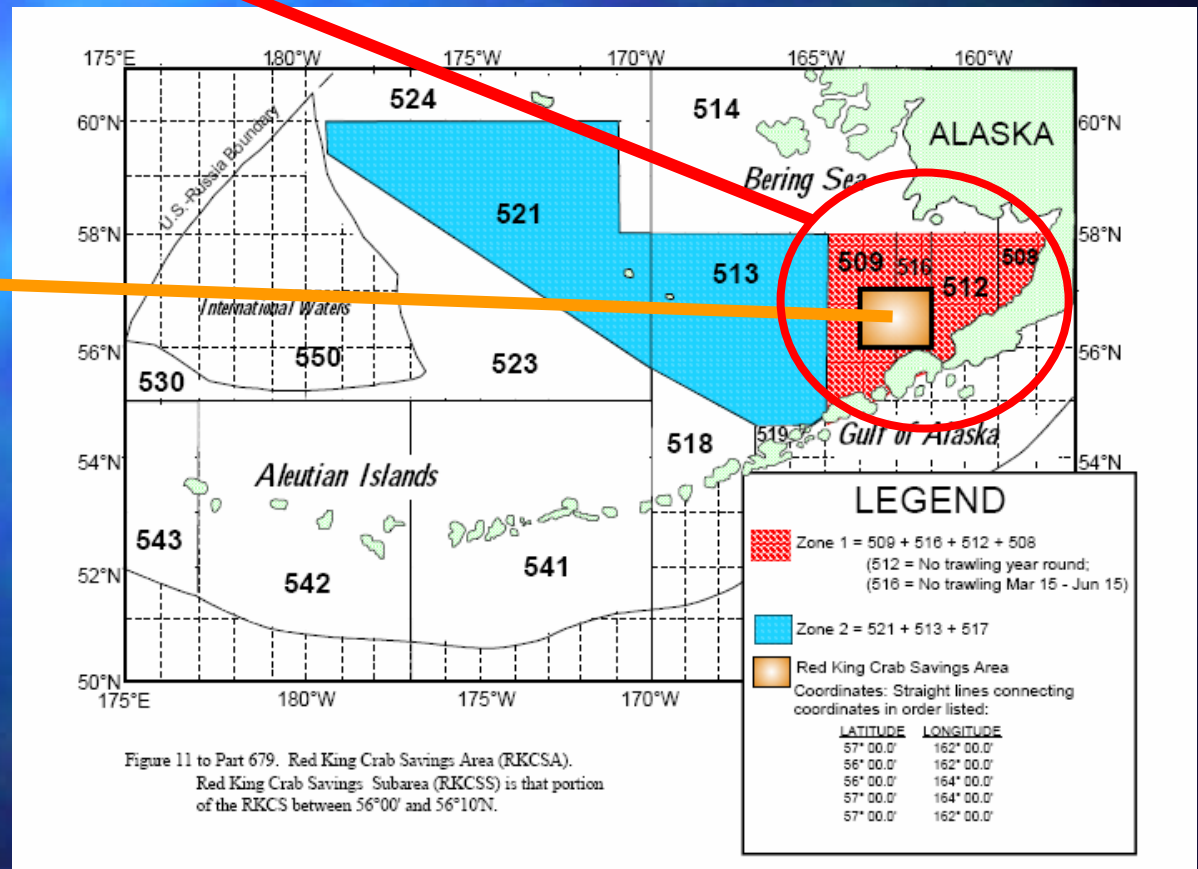 175°E 180°W 175°W 170°W 165°W 160°W
524
514
60°N
60°N
ALASKA
U.S.-Russia Boundary
Bering Sea
521
58°N
58°N
513
509
516
512
508
International Waters
56°N
56°N
550
523
530
519
518
Gulf of Alaska
54°N
54°N
Aleutian Islands
543
541
542
52°N
50°N
175°E 180°W 175°W 170°W
LEGEND
Zone 1 = 509 + 516 + 512 + 508
(512 = No trawling year round;
(516 = No trawling Mar 15 - Jun 15)
Zone 2 = 521 + 513 + 517
Red King Crab Savings Area
Coordinates: Straight lines connecting
coordinates in order listed:
LATITUDE LONGITUDE
57° 00.0' 162° 00.0'
56° 00.0' 162° 00.0'
56° 00.0' 164° 00.0'
57° 00.0' 164° 00.0'
57° 00.0' 162° 00.0'
Figure 11 to Part 679. Red King Crab Savings Area (RKCSA).
Red King Crab Savings Subarea (RKCSS) is that portion
of the RKCS between 56°00' and 56°10'N.